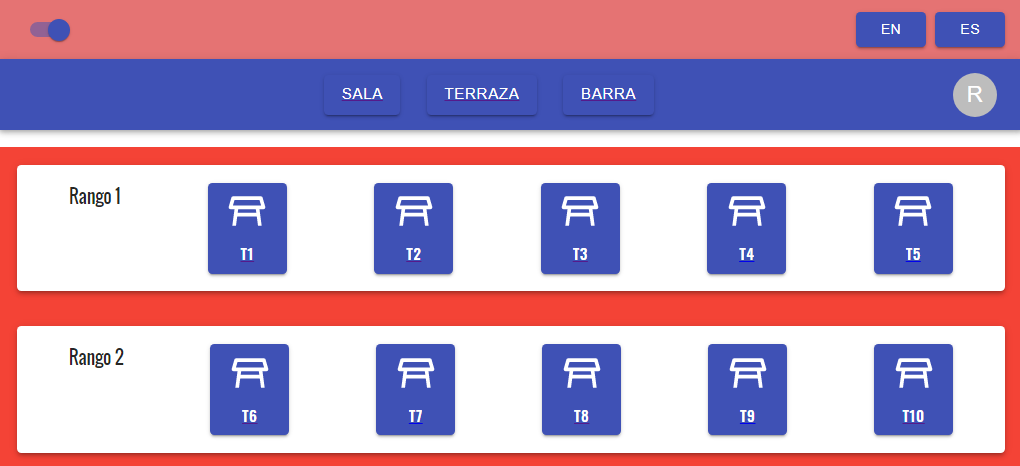 EN ES
SALA TERRAZA BARRA R
Rango 1
T1 T2 T3 T4 T5
Rango 2
T6 T7 T8 T9 T10